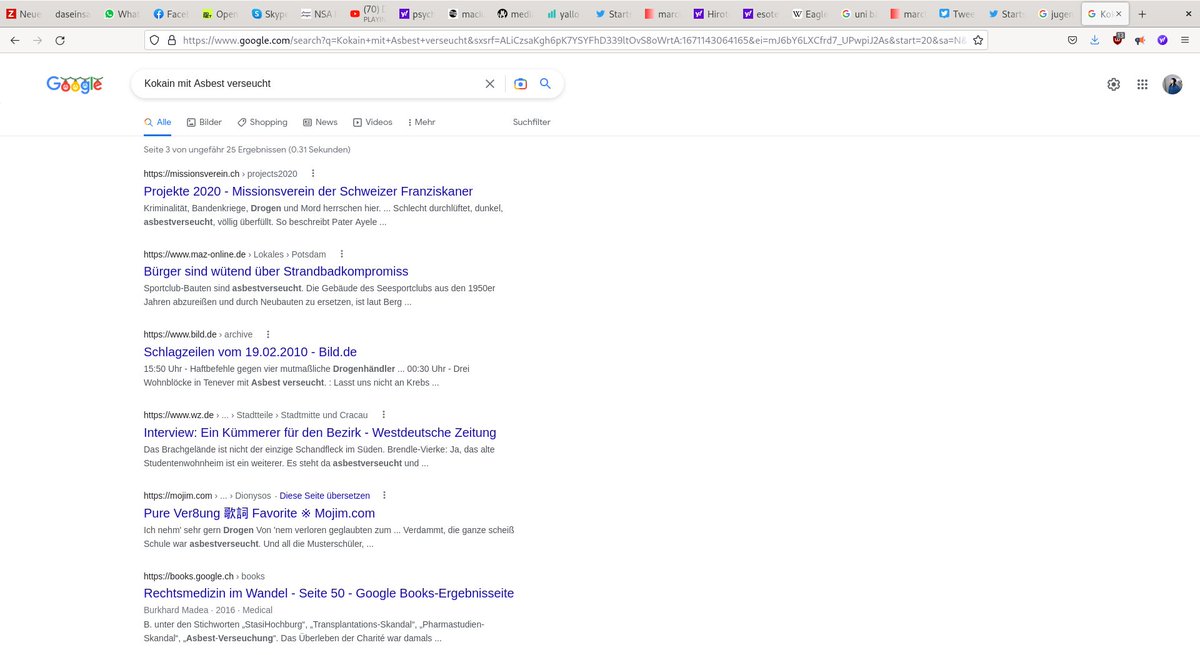 Neue daseinsa What Facel Open Skype NSA (70) D psych macki medi yallo Starts marc Hirot esote W Eagle uni ba marc Twee Starts jugen Kok ×
PLAYIN
https://www.google.com/search?q=Kokain+mit+Asbest+verseucht&sxsrf=ALiCzsaKgh6pK7YSYFhD339ltOvS8oWrtA:1671143064165&ei=mJ6bY6LXCfrd7_UPwpiJ2As&start=20&sa=N&
Google
Kokain mit Asbest verseucht
Alle Bilder Shopping News Videos Mehr Suchfilter
Seite 3 von ungefähr 25 Ergebnissen (0.31 Sekunden)
https://missionsverein.ch › projects2020
Projekte 2020 - Missionsverein der Schweizer Franziskaner
Kriminalität, Bandenkriege, Drogen und Mord herrschen hier. ... Schlecht durchlüftet, dunkel,
asbestverseucht, völlig überfüllt. So beschreibt Pater Ayele ...
https://www.maz-online.de › Lokales › Potsdam
Bürger sind wütend über Strandbadkompromiss
Sportclub-Bauten sind asbestverseucht. Die Gebäude des Seesportclubs aus den 1950er
Jahren abzureißen und durch Neubauten zu ersetzen, ist laut Berg ...
https://www.bild.de › archive
Schlagzeilen vom 19.02.2010 - Bild.de
15:50 Uhr - Haftbefehle gegen vier mutmaßliche Drogenhändler ... 00:30 Uhr - Drei
Wohnblöcke in Tenever mit Asbest verseucht. : Lasst uns nicht an Krebs ...
https://www.wz.de › ... › Stadtteile › Stadtmitte und Cracau
Interview: Ein Kümmerer für den Bezirk - Westdeutsche Zeitung
Das Brachgelände ist nicht der einzige Schandfleck im Süden. Brendle-Vierke: Ja, das alte
Studentenwohnheim ist ein weiterer. Es steht da asbestverseucht und ...
https://mojim.com › ... › Dionysos · Diese Seite übersetzen
Pure Ver8ung 歌詞 Favorite ※ Mojim.com
Ich nehm' sehr gern Drogen Von 'nem verloren geglaubten zum ... Verdammt, die ganze scheiß
Schule war asbestverseucht. Und all die Musterschüler, ...
https://books.google.ch › books
Rechtsmedizin im Wandel - Seite 50 - Google Books-Ergebnisseite
Burkhard Madea · 2016 · Medical
B. unter den Stichworten „StasiHochburg“, „Transplantations-Skandal“, „Pharmastudien-
Skandal“, „Asbest-Verseuchung“. Das Überleben der Charité war damals ...